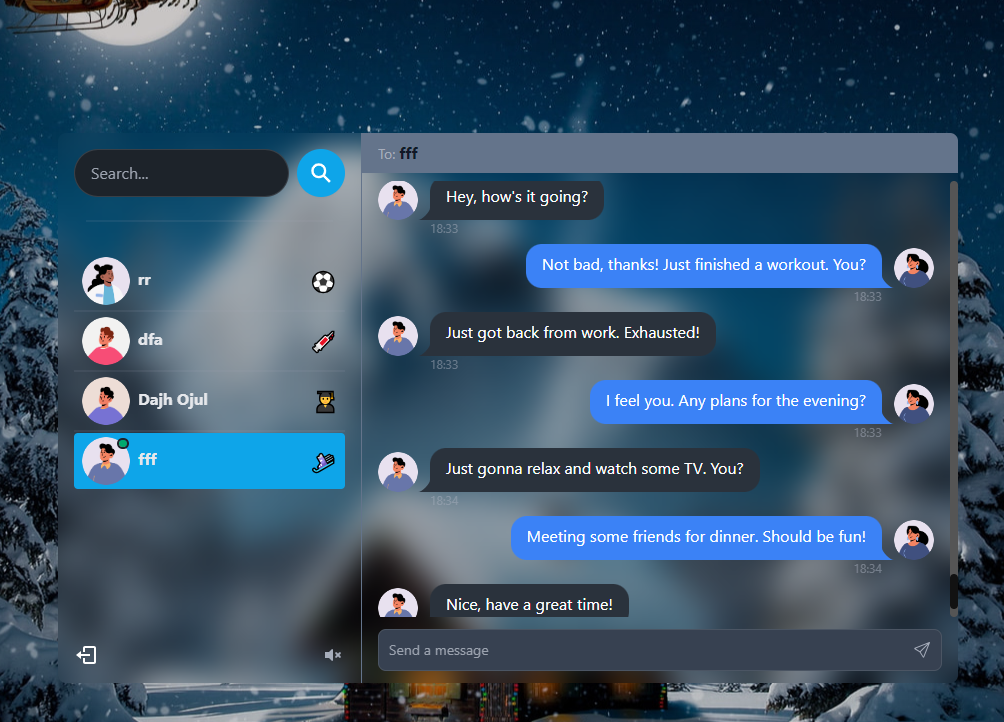 Search...
rr
dfa
Dajh Ojul
fff
To: fff
Hey, how's it going?
18:33
Not bad, thanks! Just finished a workout. You?
18:33
Just got back from work. Exhausted!
18:33
I feel you. Any plans for the evening?
18:33
Just gonna relax and watch some TV. You?
18:34
Meeting some friends for dinner. Should be fun!
18:34
Nice, have a great time!
Send a message